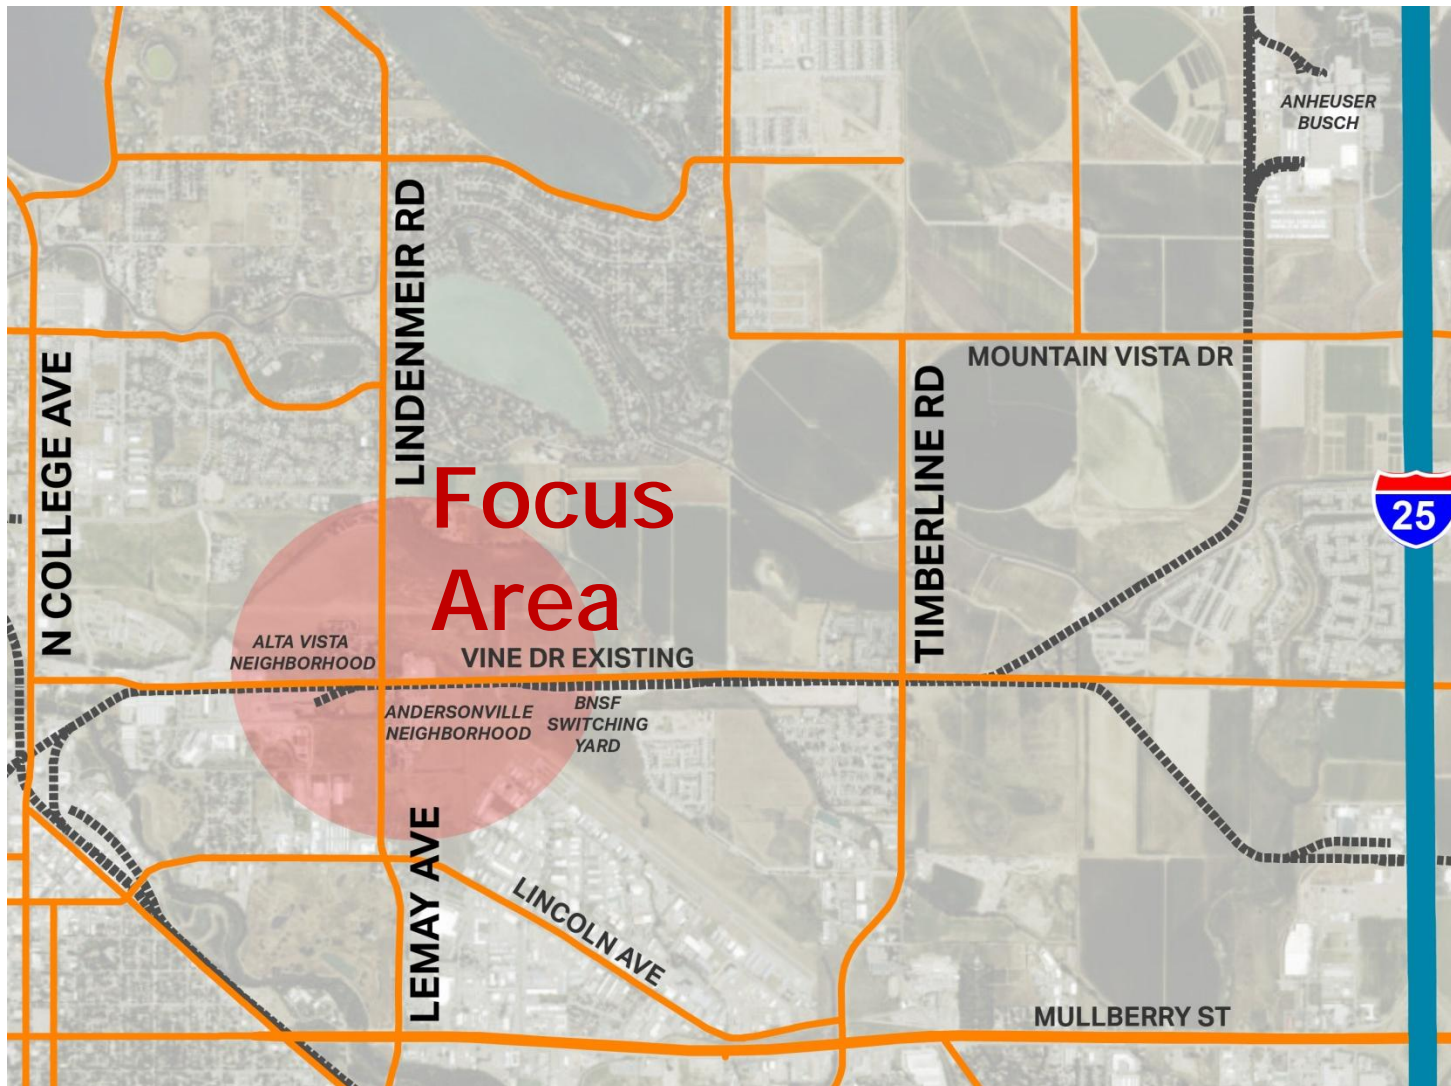 ANHEUSER
BUSCH
LINDENMEIR RD
MOUNTAIN VISTA DR
N COLLEGE AVE
TIMBERLINE RD
25
Focus
Area
ALTA VISTA
NEIGHBORHOOD
VINE DR EXISTING
ANDERSONVILLE
NEIGHBORHOOD
BNSF
SWITCHING
YARD
LEMAY AVE
LINCOLN AVE
MULLBERRY ST